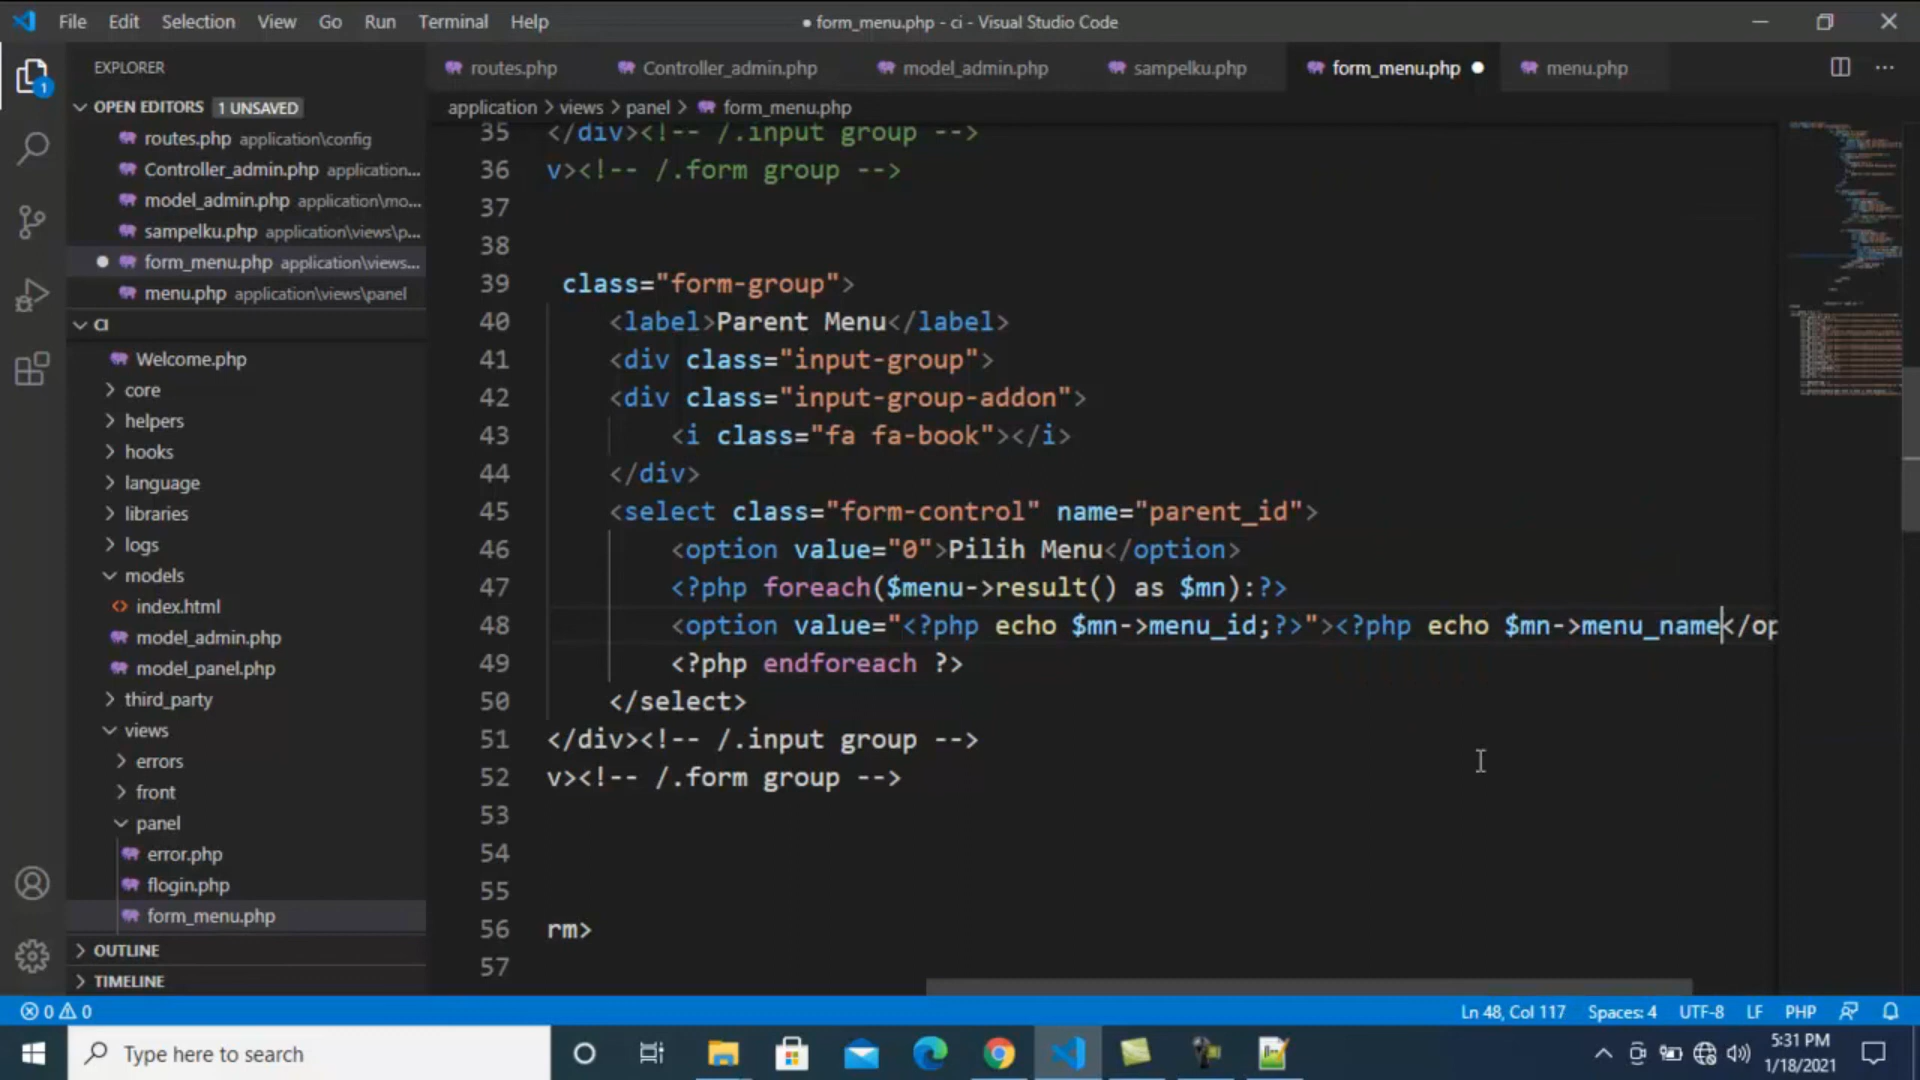 File Edit Selection View Go Run Terminal Help
● form_menu.php - ci - Visual Studio Code
EXPLORER
OPEN EDITORS 1 UNSAVED
routes.php application\config
Controller_admin.php application...
model_admin.php application\mo...
sampelku.php application\views\p...
form_menu.php application\views...
menu.php application\views\panel
CI
Welcome.php
core
helpers
hooks
language
libraries
logs
models
index.html
model_admin.php
model_panel.php
third_party
views
errors
front
panel
error.php
flogin.php
form_menu.php
OUTLINE
TIMELINE
routes.php Controller_admin.php model_admin.php sampelku.php form_menu.php ● menu.php
application > views > panel > form_menu.php
35 </div><!-- /.input group -->
36 v><!-- /.form group -->
37
38
39 class="form-group">
40 <label>Parent Menu</label>
41 <div class="input-group">
42 <div class="input-group-addon">
43 <i class="fa fa-book"></i>
44 </div>
45 <select class="form-control" name="parent_id">
46 <option value="0">Pilih Menu</option>
47 <?php foreach($menu->result() as $mn):?>
48 <option value="<?php echo $mn->menu_id;?>"><?php echo $mn->menu_name</op
49 <?php endforeach ?>
50 </select>
51 </div><!-- /.input group -->
52 v><!-- /.form group -->
53
54
55
56 rm>
57
0 0
Ln 48, Col 117 Spaces: 4 UTF-8 LF PHP
Type here to search
5:31 PM
1/18/2021